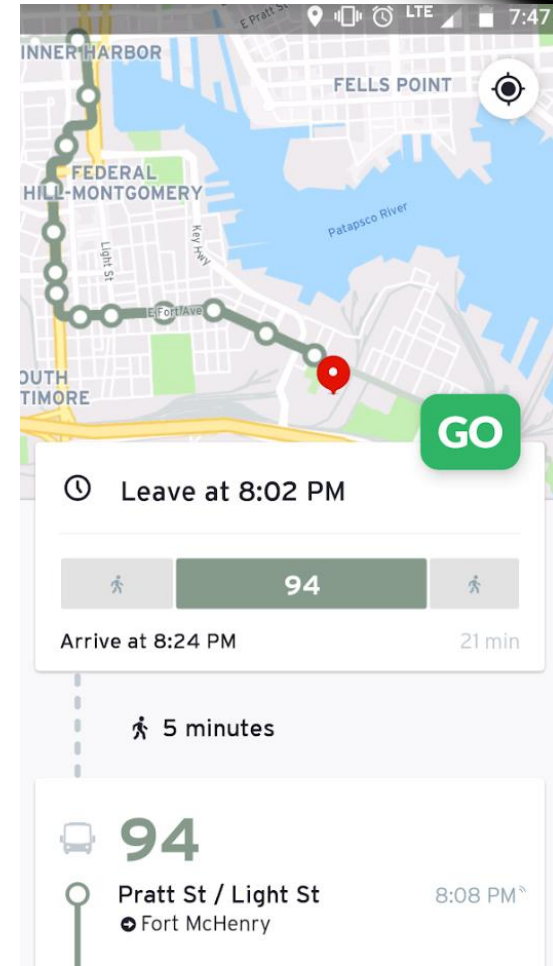 E Pratt St
LTE 7:47
INNER HARBOR
FELLS POINT
FEDERAL
HILL-MONTGOMERY
Patapsco River
Key Hwy
Light St
E Fort Ave
OUTH
TIMORE
GO
Leave at 8:02 PM
94
Arrive at 8:24 PM
21 min
5 minutes
94
Pratt St / Light St
8:08 PM
Fort McHenry